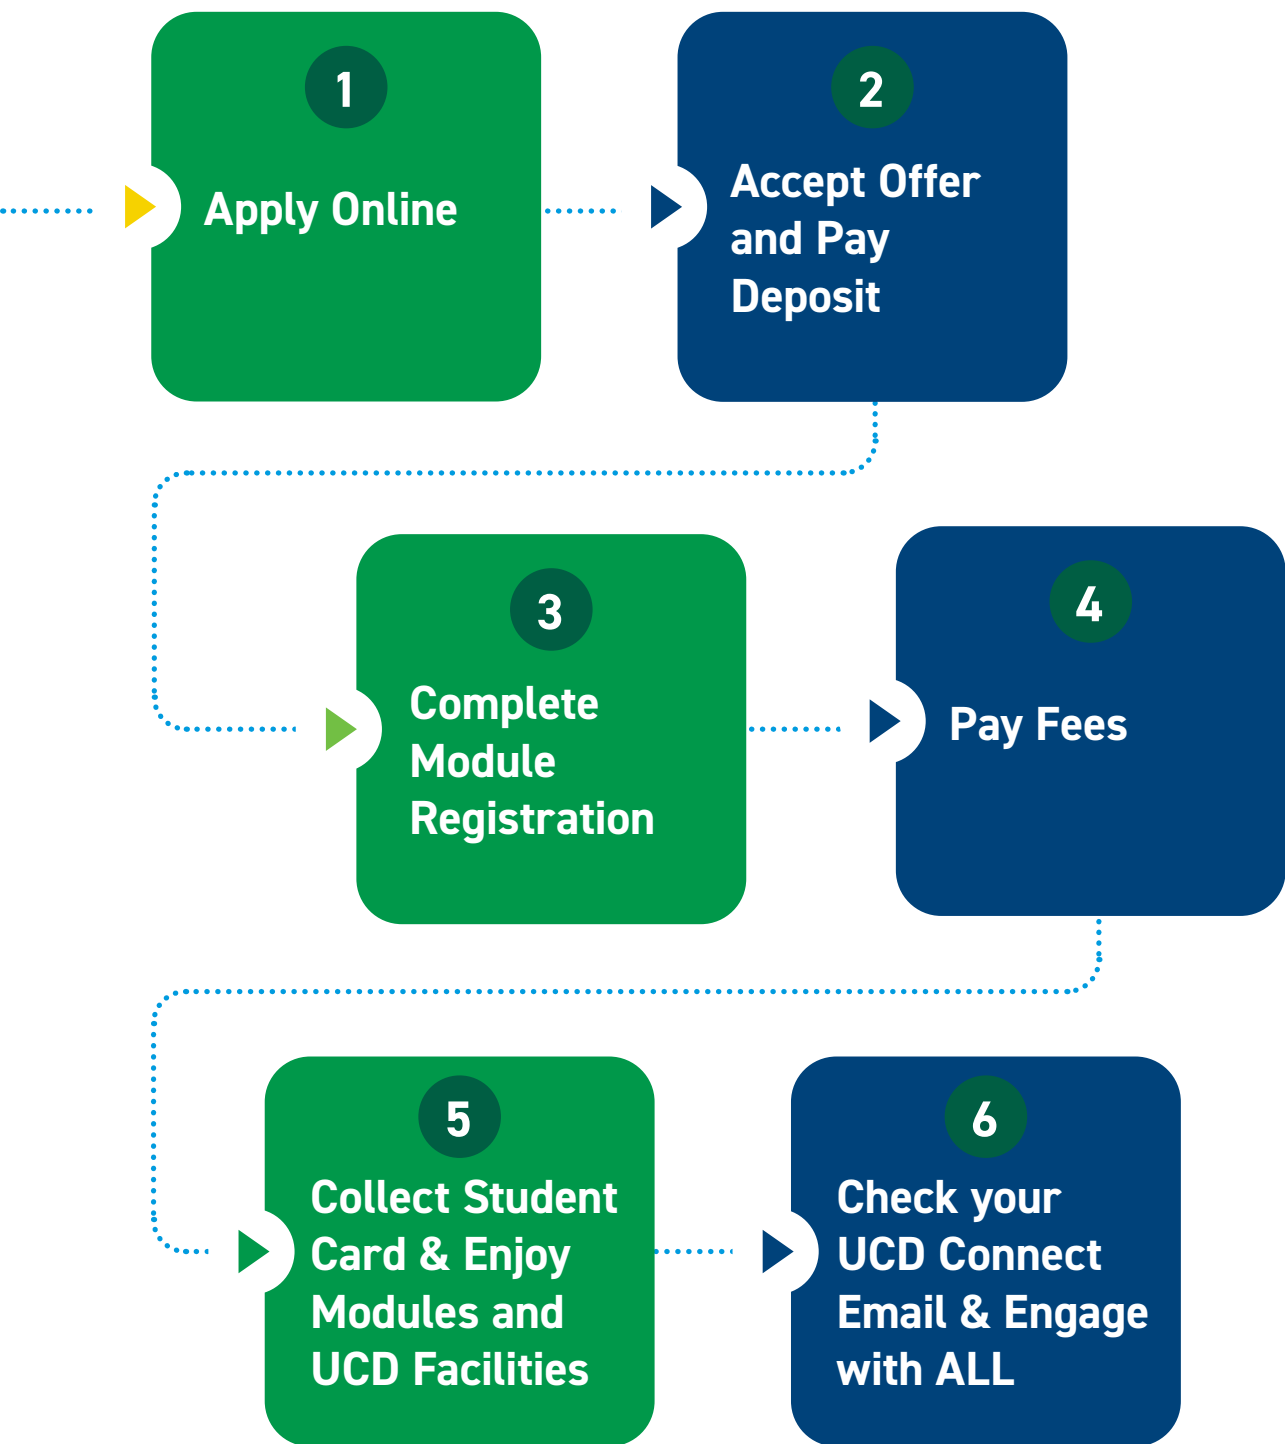 1
Apply Online
2
Accept Offer
and Pay
Deposit
3
Complete
Module
Registration
4
Pay Fees
5
Collect Student
Card & Enjoy
Modules and
UCD Facilities
6
Check your
UCD Connect
Email & Engage
with ALL